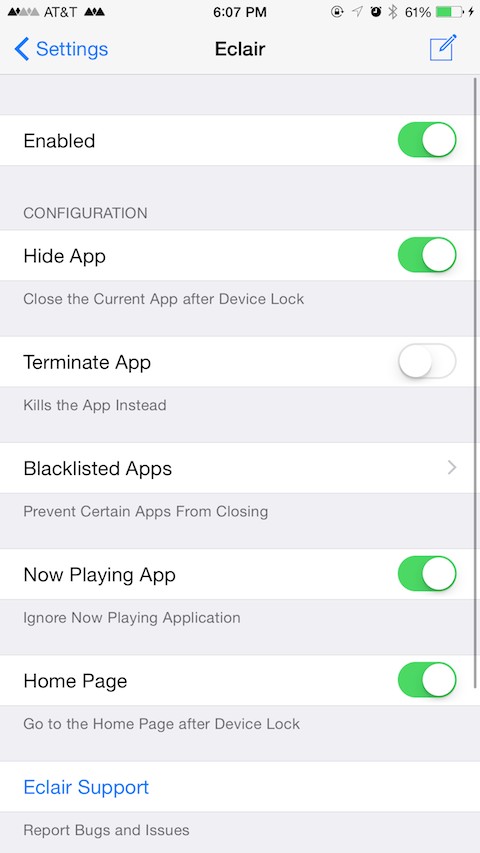 AT&T 6:07 PM 61%
Settings Eclair
Enabled
CONFIGURATION
Hide App
Close the Current App after Device Lock
Terminate App
Kills the App Instead
Blacklisted Apps
Prevent Certain Apps From Closing
Now Playing App
Ignore Now Playing Application
Home Page
Go to the Home Page after Device Lock
Eclair Support
Report Bugs and Issues